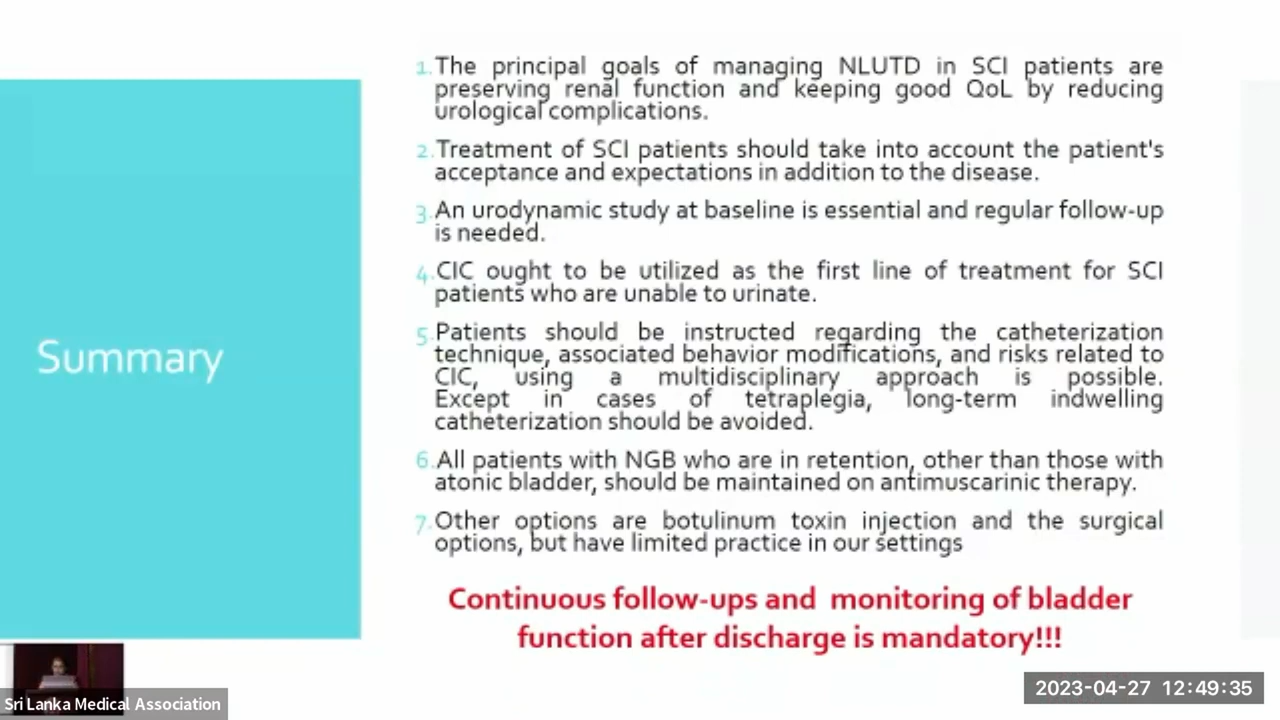 Summary
1. The principal goals of managing NLUTD in SCI patients are
preserving renal function and keeping good QoL by reducing
urological complications.
2. Treatment of SCI patients should take into account the patient's
acceptance and expectations in addition to the disease.
3. An urodynamic study at baseline is essential and regular follow-up
is needed.
4. CIC ought to be utilized as the first line of treatment for SCI
patients who are unable to urinate.
5. Patients should be instructed regarding the catheterization
technique, associated behavior modifications, and risks related to
CIC, using a multidisciplinary approach is possible.
Except in cases of tetraplegia, long-term indwelling
catheterization should be avoided.
6. All patients with NGB who are in retention, other than those with
atonic bladder, should be maintained on antimuscarinic therapy.
7. Other options are botulinum toxin injection and the surgical
options, but have limited practice in our settings
Continuous follow-ups and monitoring of bladder
function after discharge is mandatory!!!
Sri Lanka Medical Association
2023-04-27 12:49:35